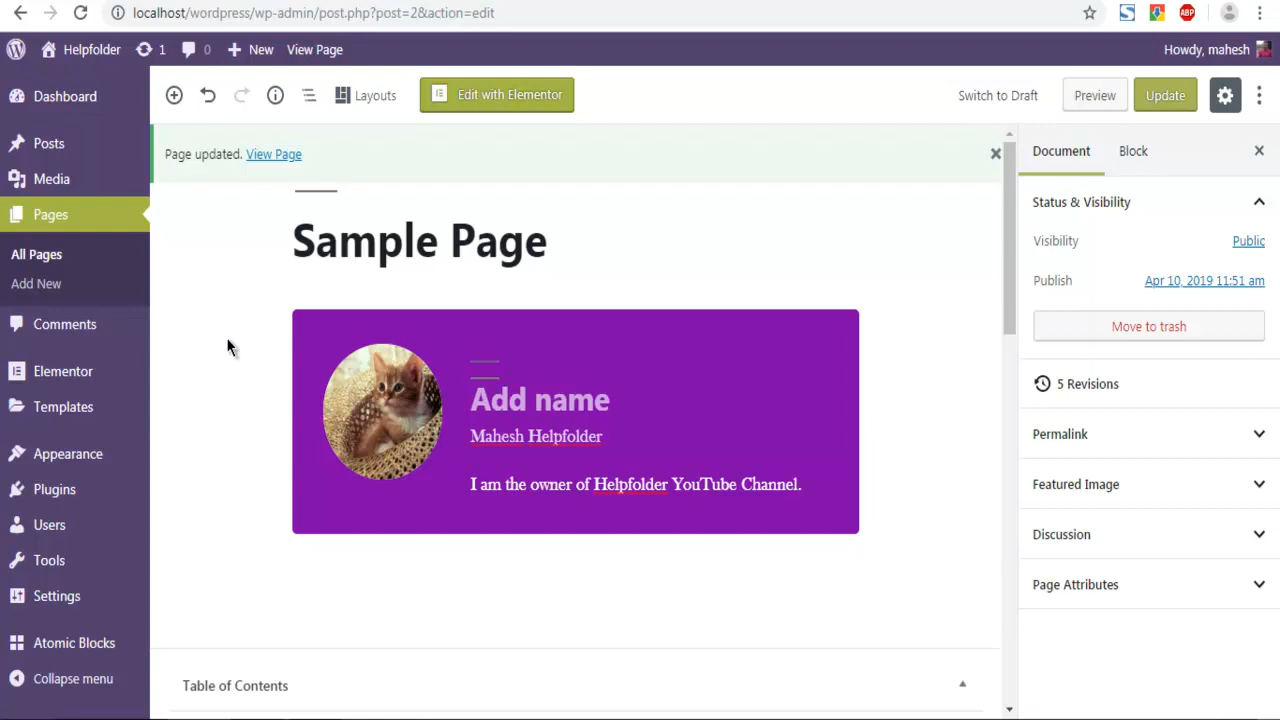 localhost/wordpress/wp-admin/post.php?post=2&action=edit
S
ABP
Helpfolder 1 0 New View Page Howdy, mahesh
Dashboard
Posts
Media
Pages
All Pages
Add New
Comments
Elementor
Templates
Appearance
Plugins
Users
Tools
Settings
Atomic Blocks
Collapse menu
Layouts Edit with Elementor Switch to Draft Preview Update
Page updated. View Page
Sample Page
Add name
Mahesh Helpfolder
I am the owner of Helpfolder YouTube Channel.
Table of Contents
Document Block
Status & Visibility
Visibility Public
Publish Apr 10, 2019 11:51 am
Move to trash
5 Revisions
Permalink
Featured Image
Discussion
Page Attributes